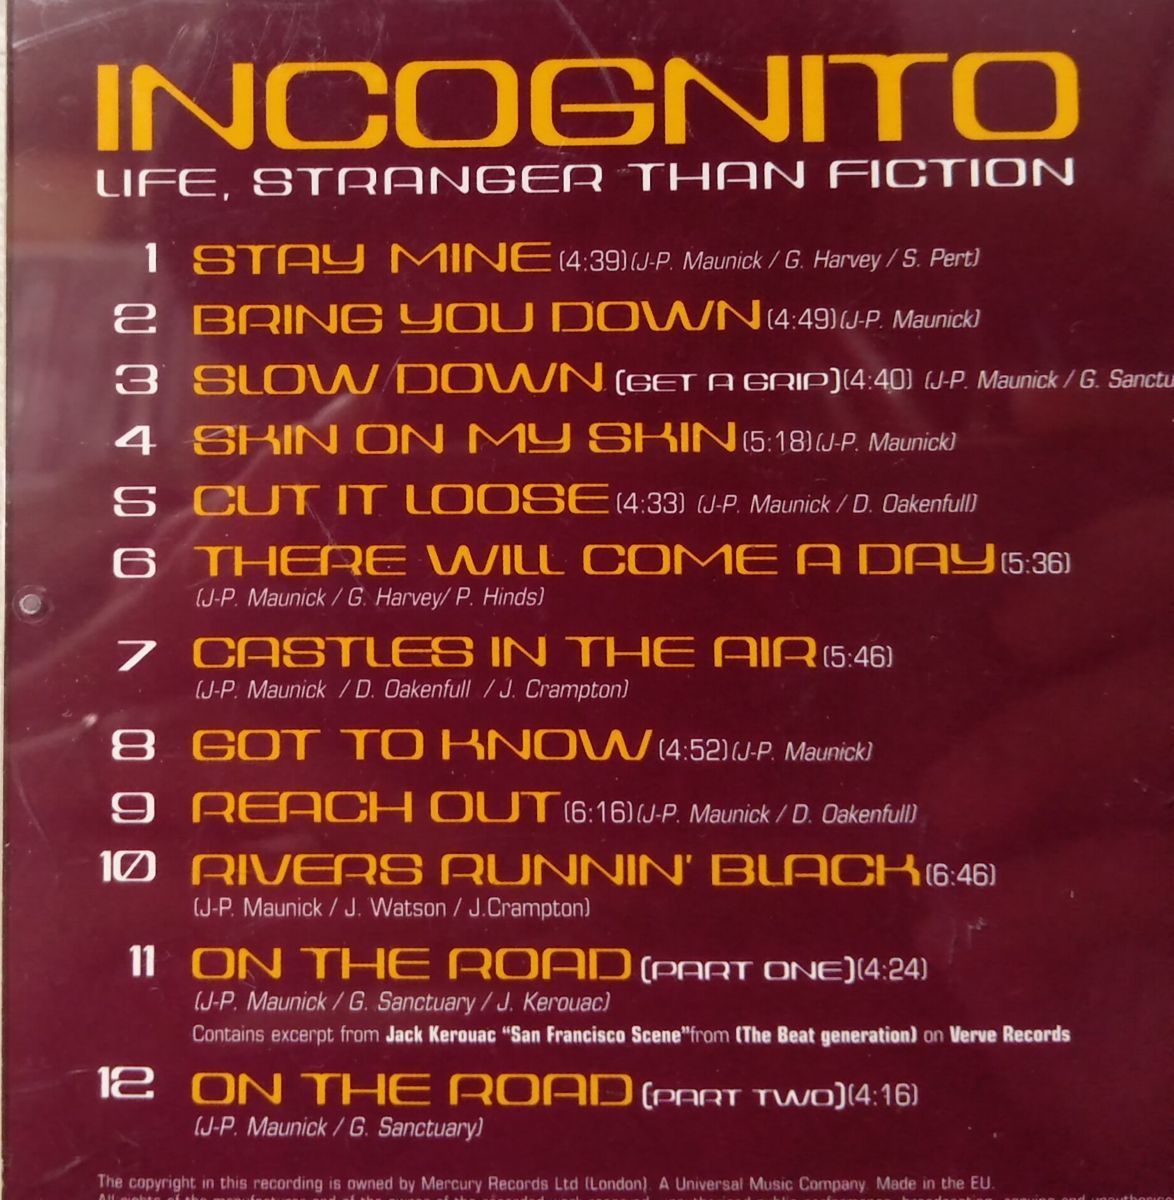 INCOGNITO
LIFE, STRANGER THAN FICTION
1 STAY MINE (4:39) (J-P. Maunick / G. Harvey / S. Pert)
2 BRING YOU DOWN (4:49) (J-P. Maunick)
3 SLOW DOWN (GET A GRIP) (4:40) (J-P. Maunick / G. Sanctu
4 SKIN ON MY SKIN (5:18) (J-P. Maunick)
5 CUT IT LOOSE (4:33) (J-P. Maunick / D. Oakenfull)
6 THERE WILL COME A DAY (5:36)
(J-P. Maunick / G. Harvey/ P. Hinds)
7 CASTLES IN THE AIR (5:46)
(J-P. Maunick / D. Oakenfull / J. Crampton)
8 GOT TO KNOW (4:52) (J-P. Maunick)
9 REACH OUT (6:16) (J-P. Maunick / D. Oakenfull)
10 RIVERS RUNNIN' BLACK (6:46)
(J-P. Maunick / J. Watson / J.Crampton)
11 ON THE ROAD (PART ONE) (4:24)
(J-P. Maunick / G. Sanctuary / J. Kerouac)
Contains excerpt from Jack Kerouac "San Francisco Scene"from (The Beat generation) on Verve Records
12 ON THE ROAD (PART TWO) (4:16)
(J-P. Maunick / G. Sanctuary)
The copyright in this recording is owned by Mercury Records Ltd (London). A Universal Music Company. Made in the EU.